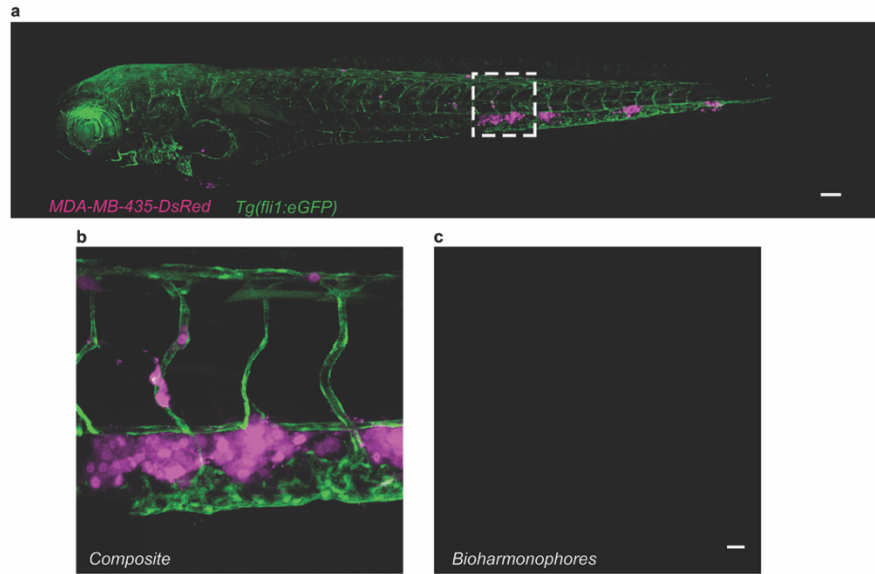 a
MDA-MB-435-DsRed Tg(fli1:eGFP)
b
c
Composite
Bioharmonophores